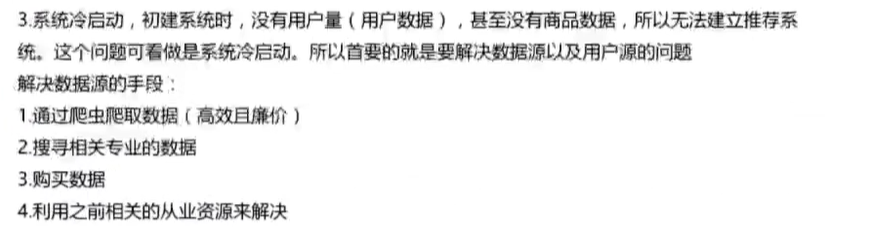 3.系统冷启动，初建系统时，没有用户量（用户数据），甚至没有商品数据，所以无法建立推荐系
统。这个问题可看做是系统冷启动。所以首要的就是要解决数据源以及用户源的问题
解决数据源的手段：
1.通过爬虫爬取数据（高效且廉价）
2.搜寻相关专业的数据
3.购买数据
4.利用之前相关的从业资源来解决